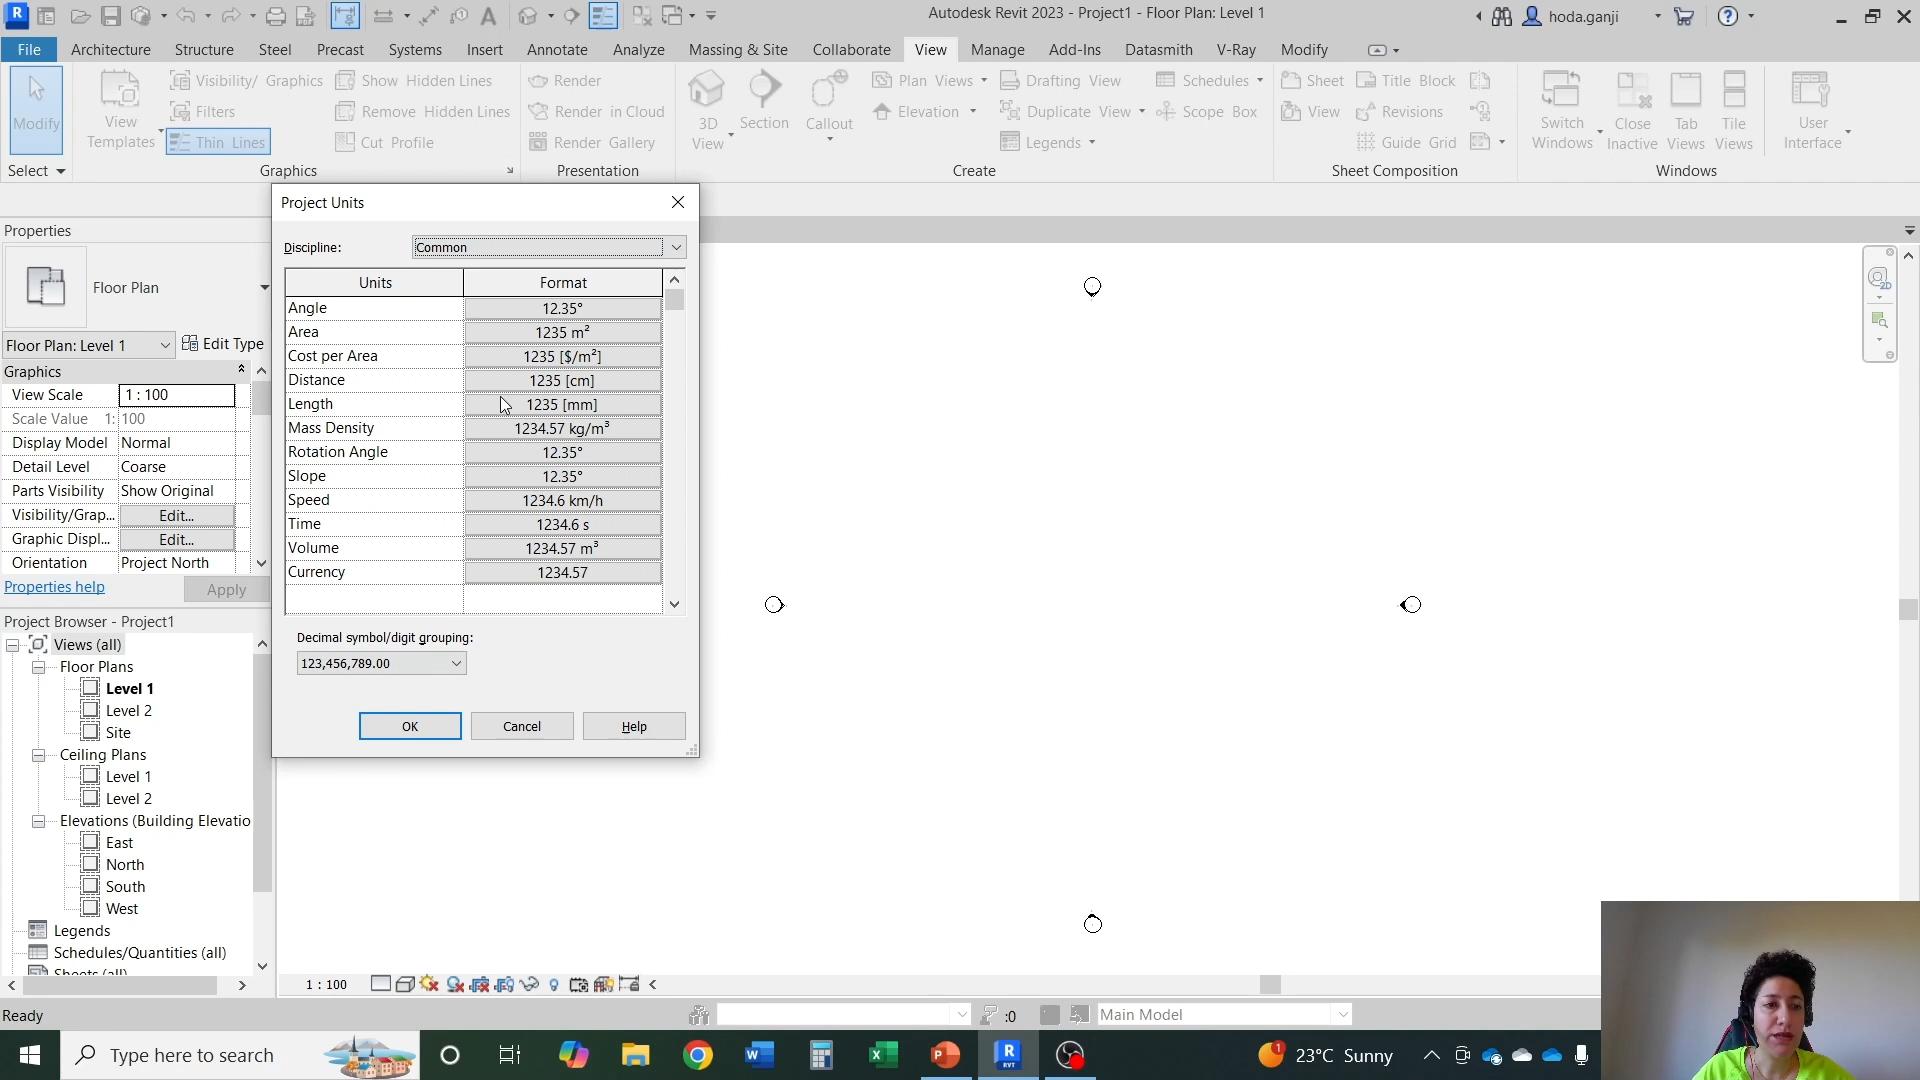 Autodesk Revit 2023 - Project1 - Floor Plan: Level 1
hoda.ganji
File Architecture Structure Steel Precast Systems Insert Annotate Analyze Massing & Site Collaborate View Manage Add-Ins Datasmith V-Ray Modify
Modify
Select
View Templates
Visibility/ Graphics
Filters
Thin Lines
Show Hidden Lines
Remove Hidden Lines
Cut Profile
Graphics
Render
Render in Cloud
Render Gallery
Presentation
3D View
Section
Callout
Plan Views
Elevation
Drafting View
Duplicate View
Legends
Schedules
Scope Box
Create
Sheet
View
Title Block
Revisions
Guide Grid
Sheet Composition
Switch Windows
Close Inactive
Tab Views
Tile Views
User Interface
Windows
Properties
Floor Plan
Floor Plan: Level 1
Edit Type
Graphics
View Scale 1 : 100
Scale Value 1: 100
Display Model Normal
Detail Level Coarse
Parts Visibility Show Original
Visibility/Grap... Edit...
Graphic Displ... Edit...
Orientation Project North
Properties help
Apply
Project Browser - Project1
Views (all)
Floor Plans
Level 1
Level 2
Site
Ceiling Plans
Level 1
Level 2
Elevations (Building Elevatio
East
North
South
West
Legends
Schedules/Quantities (all)
Sheets (all)
Project Units
Discipline: Common
Units Format
Angle 12.35°
Area 1235 m²
Cost per Area 1235 [$/m²]
Distance 1235 [cm]
Length 1235 [mm]
Mass Density 1234.57 kg/m³
Rotation Angle 12.35°
Slope 12.35°
Speed 1234.6 km/h
Time 1234.6 s
Volume 1234.57 m³
Currency 1234.57
Decimal symbol/digit grouping:
123,456,789.00
OK Cancel Help
2D
1 : 100
Ready
:0
Main Model
Type here to search
23°C Sunny